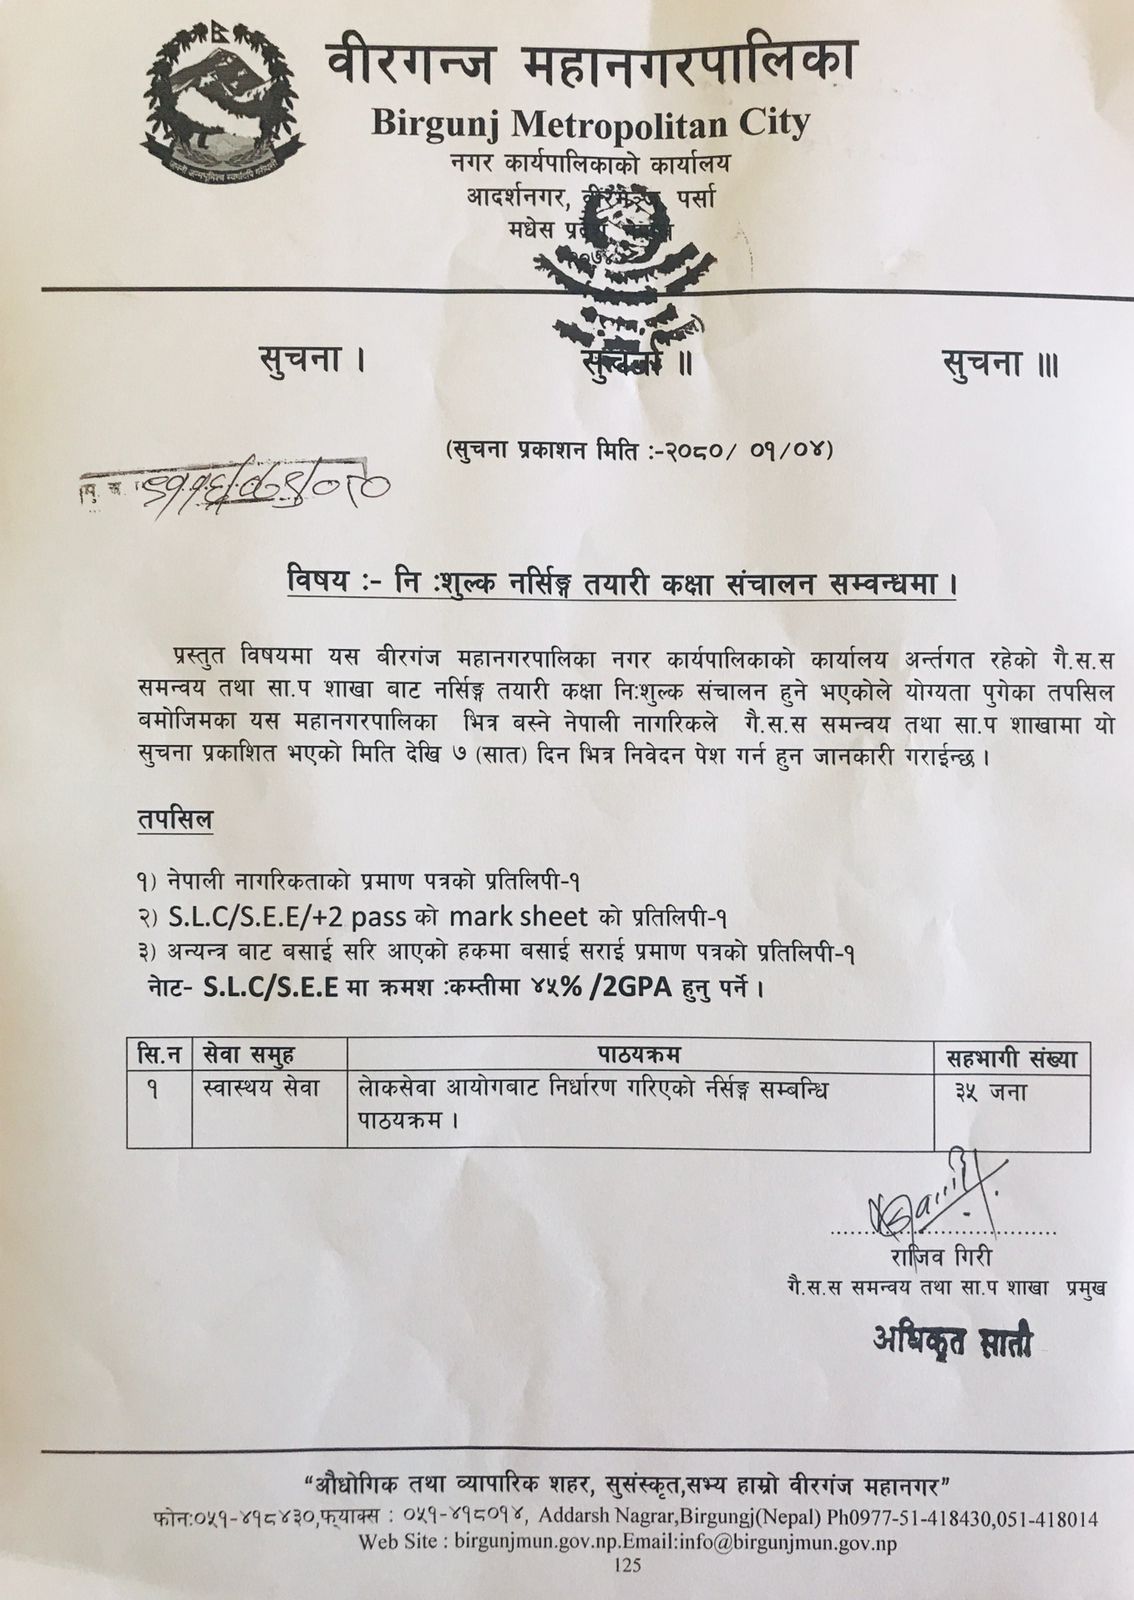 वीरगन्ज महानगरपालिका
Birgunj Metropolitan City
नगर कार्यपालिकाको कार्यालय
आदर्शनगर, पर्सा
मधेस
सुचना ।
सुचना ॥
सुचना ॥।
(सुचना प्रकाशन मिति :-२०८०/ ०१/०४)
विषय :- नि :शुल्क नर्सिङ्ग तयारी कक्षा संचालन सम्वन्धमा ।
प्रस्तुत विषयमा यस बीरगंज महानगरपालिका नगर कार्यपालिकाको कार्यालय अर्न्तगत रहेको गै.स.स
समन्वय तथा सा.प शाखा बाट नर्सिङ्ग तयारी कक्षा नि:शुल्क संचालन हुने भएकोले योग्यता पुगेका तपसिल
बमोजिमका यस महानगरपालिका भित्र बस्ने नेपाली नागरिकले गै.स.स समन्वय तथा सा.प शाखामा यो
सुचना प्रकाशित भएको मिति देखि ७ (सात) दिन भित्र निवेदन पेश गर्न हुन जानकारी गराईन्छ ।
तपसिल
१) नेपाली नागरिकताको प्रमाण पत्रको प्रतिलिपी-१
२) S.L.C/S.E.E/+2 pass को mark sheet को प्रतिलिपी-१
३) अन्यन्त्र बाट बसाई सरि आएको हकमा बसाई सराई प्रमाण पत्रको प्रतिलिपी-१
नोट- S.L.C/S.E.E मा क्रमश :कम्तीमा ४५% /2GPA हुनु पर्ने ।
सि.न सेवा समुह पाठयक्रम सहभागी संख्या
१ स्वास्थय सेवा लोकसेवा आयोगबाट निर्धारण गरिएको नर्सिङ्ग सम्बन्धि ३५ जना
पाठयक्रम ।
राजिव गिरी
गै.स.स समन्वय तथा सा.प शाखा प्रमुख
अधिकृत सातौ
“औधोगिक तथा व्यापारिक शहर, सुसंस्कृत,सभ्य हाम्रो वीरगंज महानगर”
फोन:०५१-४१८४३०,फ्याक्स : ०५१-४१८०१४, Addarsh Nagrar,Birgungj(Nepal) Ph0977-51-418430,051-418014
Web Site : birgunjmun.gov.np.Email:info@birgunjmun.gov.np
125